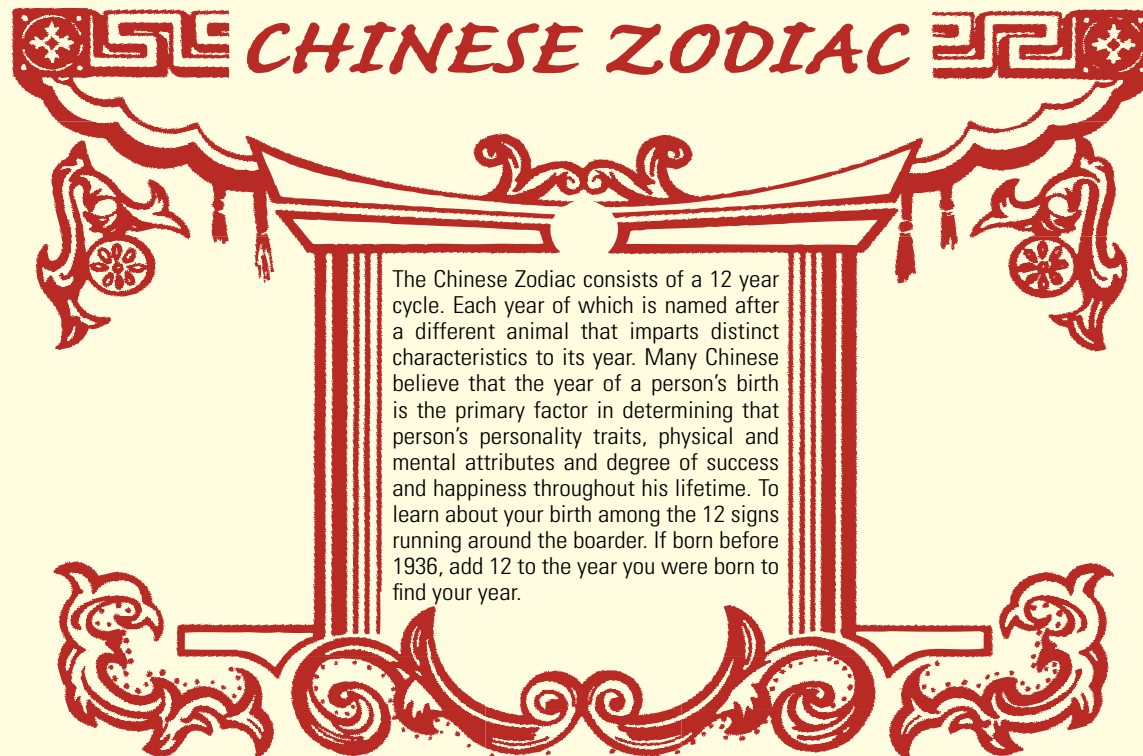 CHINESE ZODIAC
The Chinese Zodiac consists of a 12 year
cycle. Each year of which is named after
a different animal that imparts distinct
characteristics to its year. Many Chinese
believe that the year of a person’s birth
is the primary factor in determining that
person’s personality traits, physical and
mental attributes and degree of success
and happiness throughout his lifetime. To
learn about your birth among the 12 signs
running around the boarder. If born before
1936, add 12 to the year you were born to
find your year.